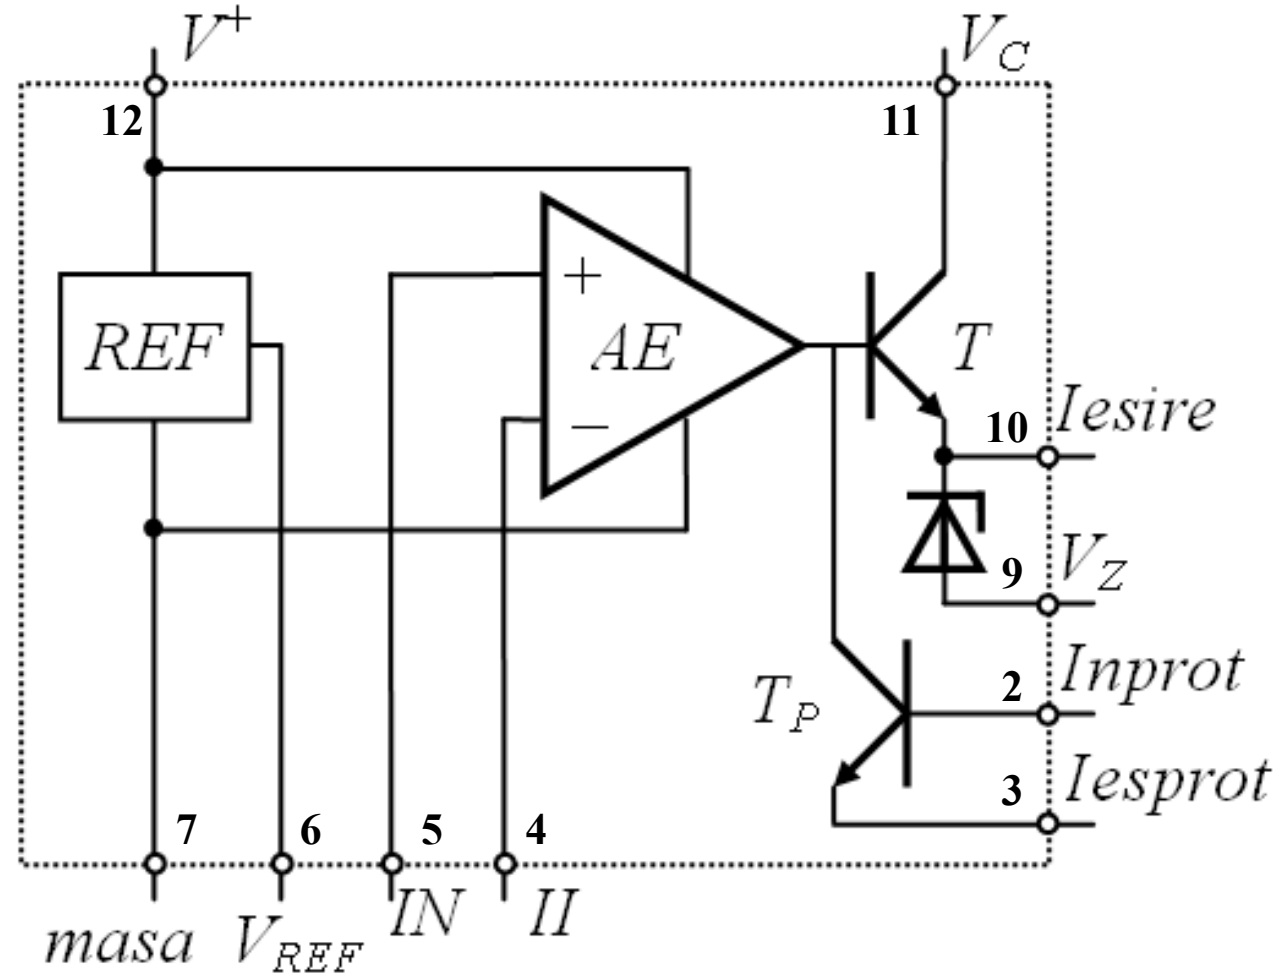 V+
VC
12
11
+
REF
AE
T
−
10
Iesire
9
VZ
2
Inprot
TP
3
Iesprot
7
6
5
4
masa
VREF
IN
II